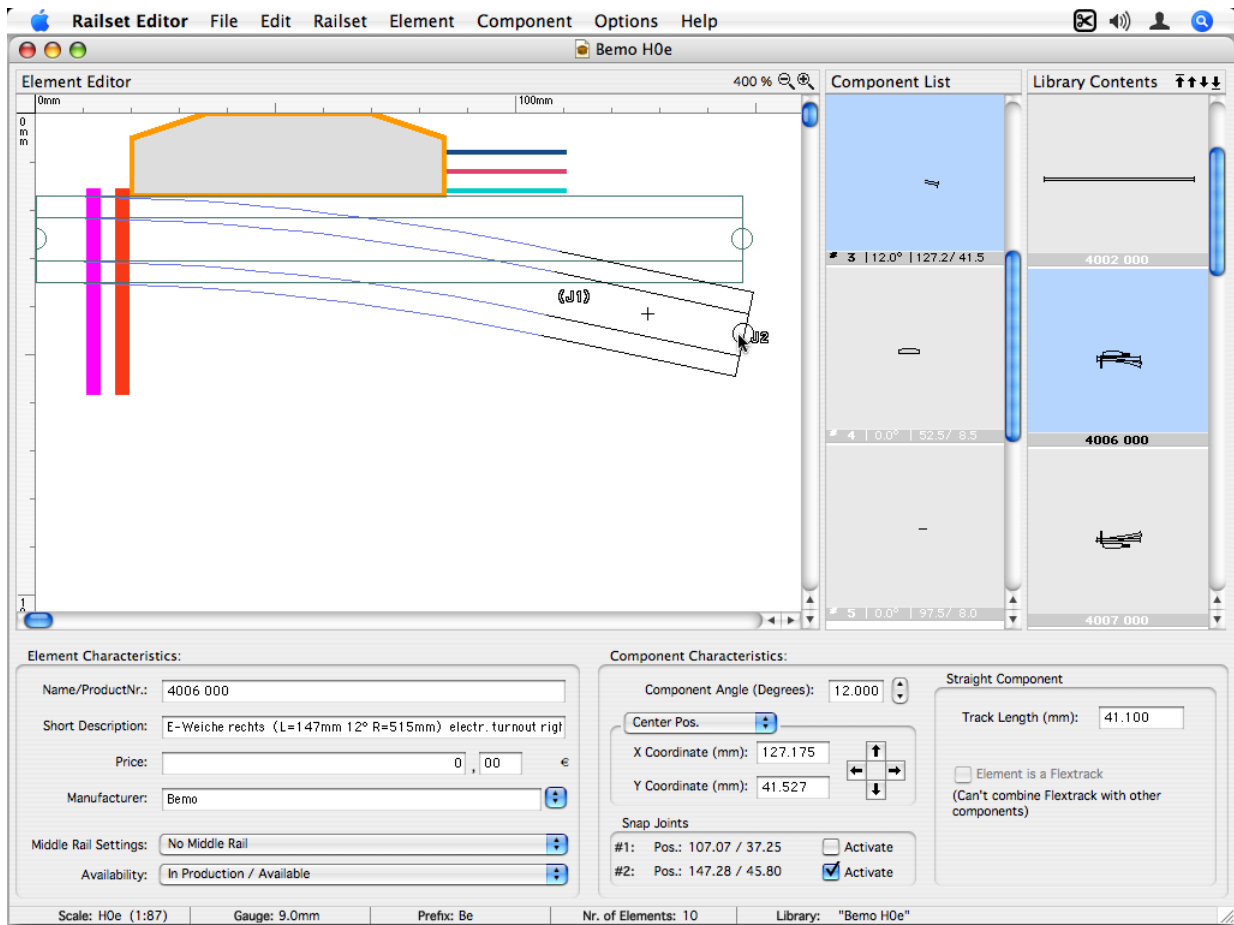 Railset Editor File Edit Railset Element Component Options Help
Bemo H0e
Element Editor 400 % Component List Library Contents
0mm 100mm
0
m
m
(J1)
J2
1
# 3 |12.0° |127.2/ 41.5
# 4 | 0.0° | 52.5/ 8.5
# 5 | 0.0° | 97.5/ 8.0
4002 000
4006 000
4007 000
Element Characteristics:
Name/ProductNr.: 4006 000
Short Description: E-Weiche rechts (L=147mm 12° R=515mm) electr. turnout rigt
Price: 0 , 00 €
Manufacturer: Bemo
Middle Rail Settings: No Middle Rail
Availability: In Production / Available
Component Characteristics:
Component Angle (Degrees): 12.000
Center Pos.
X Coordinate (mm): 127.175
Y Coordinate (mm): 41.527
Snap Joints
#1: Pos.: 107.07 / 37.25 Activate
#2: Pos.: 147.28 / 45.80 Activate
Straight Component
Track Length (mm): 41.100
Element is a Flextrack
(Can't combine Flextrack with other
components)
Scale: H0e (1:87) Gauge: 9.0mm Prefix: Be Nr. of Elements: 10 Library: "Bemo H0e"